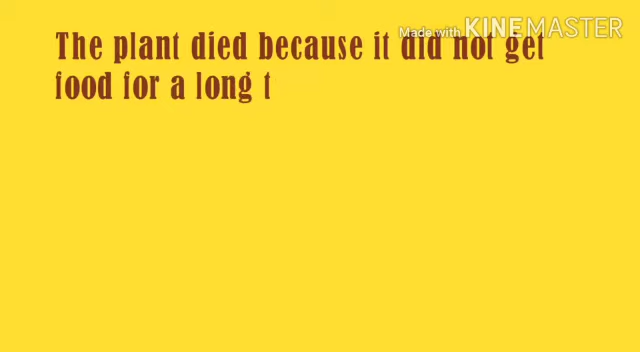 Made with KINEMASTER
The plant died because it did not get
food for a long t